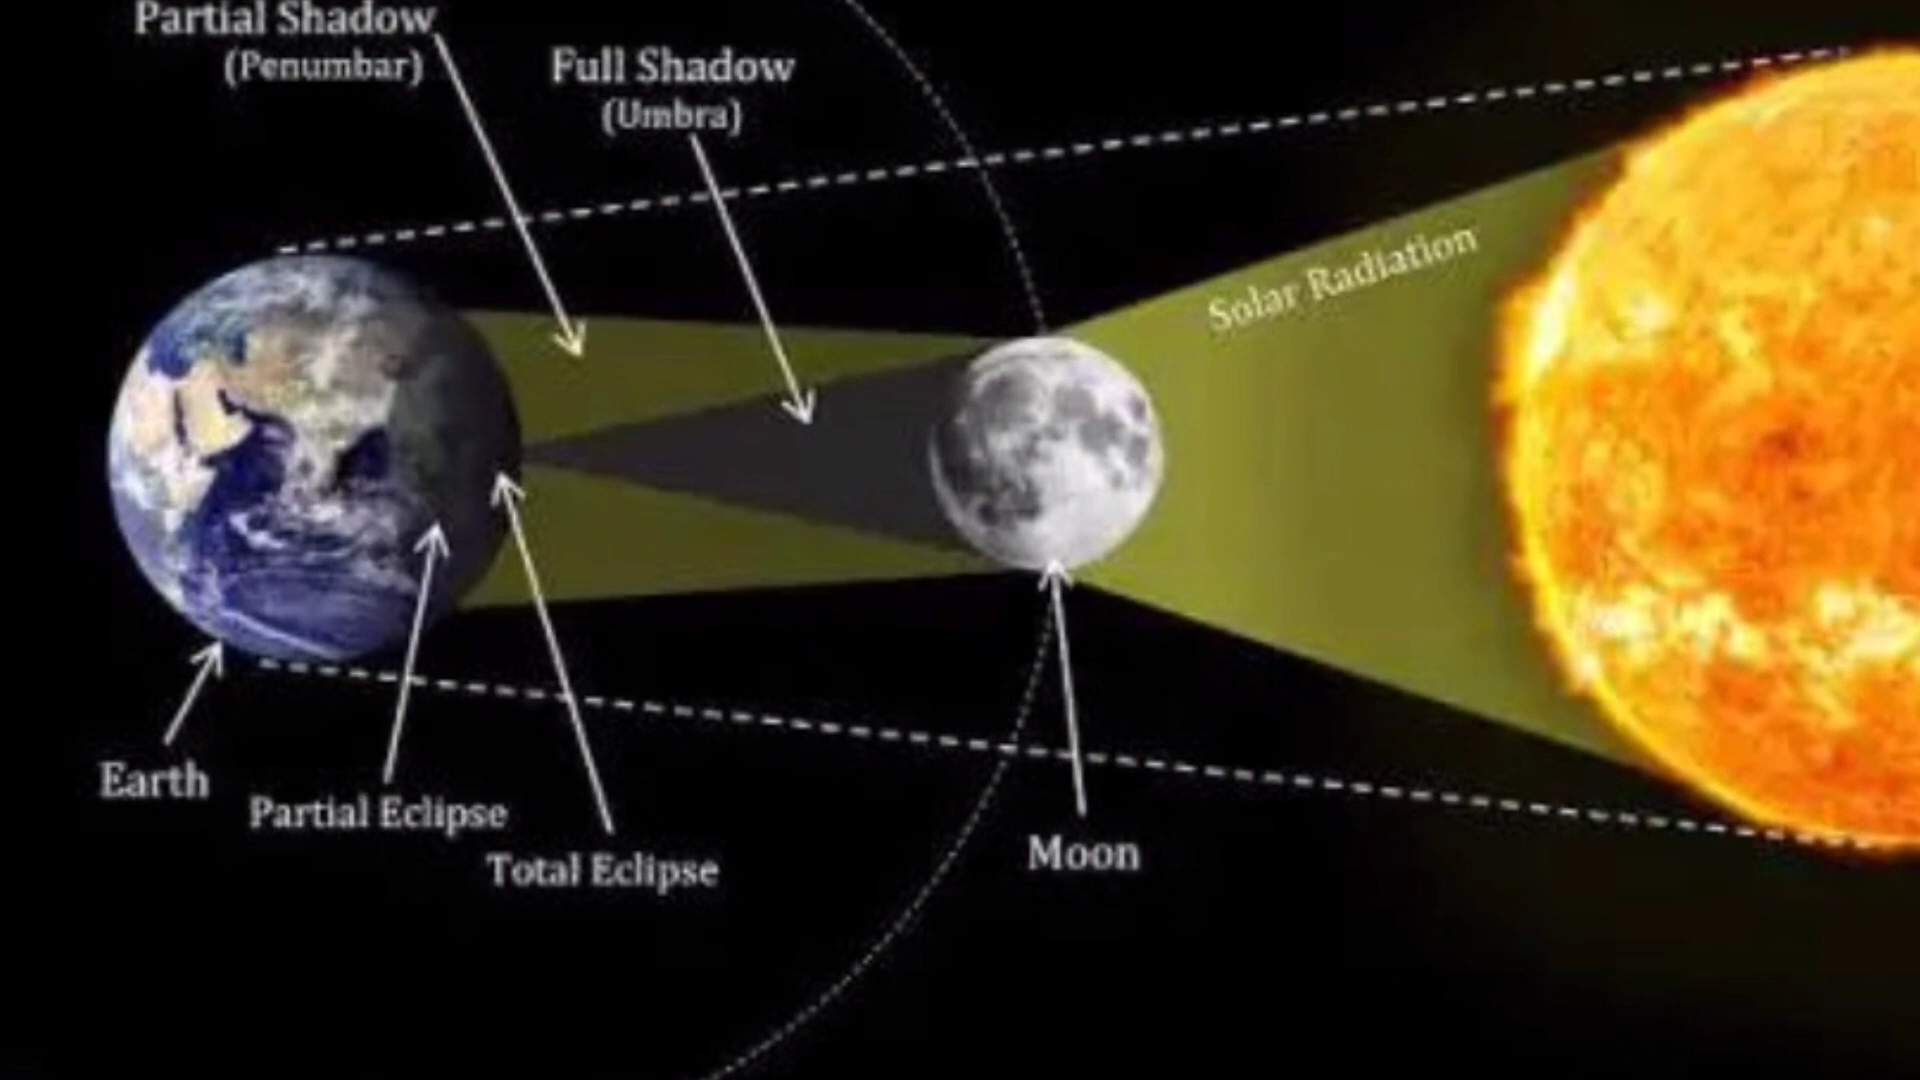 Partial Shadow
(Penumbar)
Full Shadow
(Umbra)
Solar Radiation
Earth
Partial Eclipse
Total Eclipse
Moon